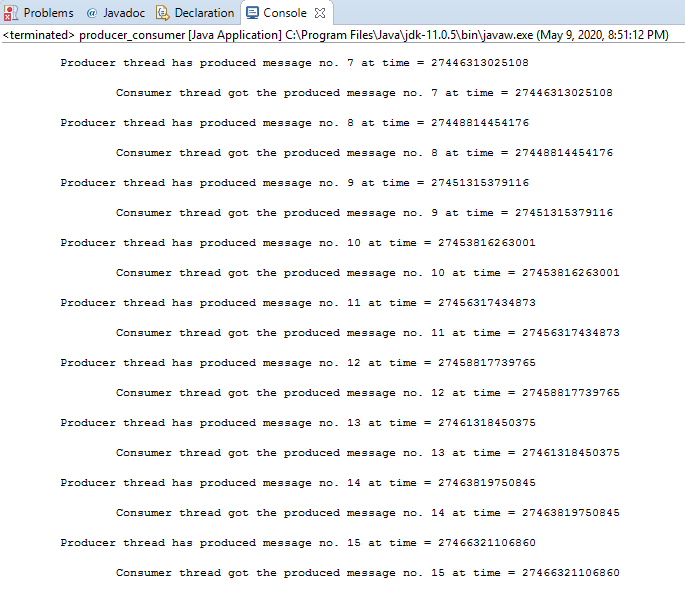 Problems @ Javadoc Declaration Console
<terminated> producer_consumer [Java Application] C:\Program Files\Java\jdk-11.0.5\bin\javaw.exe (May 9, 2020, 8:51:12 PM)
Producer thread has produced message no. 7 at time = 27446313025108
Consumer thread got the produced message no. 7 at time = 27446313025108
Producer thread has produced message no. 8 at time = 27448814454176
Consumer thread got the produced message no. 8 at time = 27448814454176
Producer thread has produced message no. 9 at time = 27451315379116
Consumer thread got the produced message no. 9 at time = 27451315379116
Producer thread has produced message no. 10 at time = 27453816263001
Consumer thread got the produced message no. 10 at time = 27453816263001
Producer thread has produced message no. 11 at time = 27456317434873
Consumer thread got the produced message no. 11 at time = 27456317434873
Producer thread has produced message no. 12 at time = 27458817739765
Consumer thread got the produced message no. 12 at time = 27458817739765
Producer thread has produced message no. 13 at time = 27461318450375
Consumer thread got the produced message no. 13 at time = 27461318450375
Producer thread has produced message no. 14 at time = 27463819750845
Consumer thread got the produced message no. 14 at time = 27463819750845
Producer thread has produced message no. 15 at time = 27466321106860
Consumer thread got the produced message no. 15 at time = 27466321106860